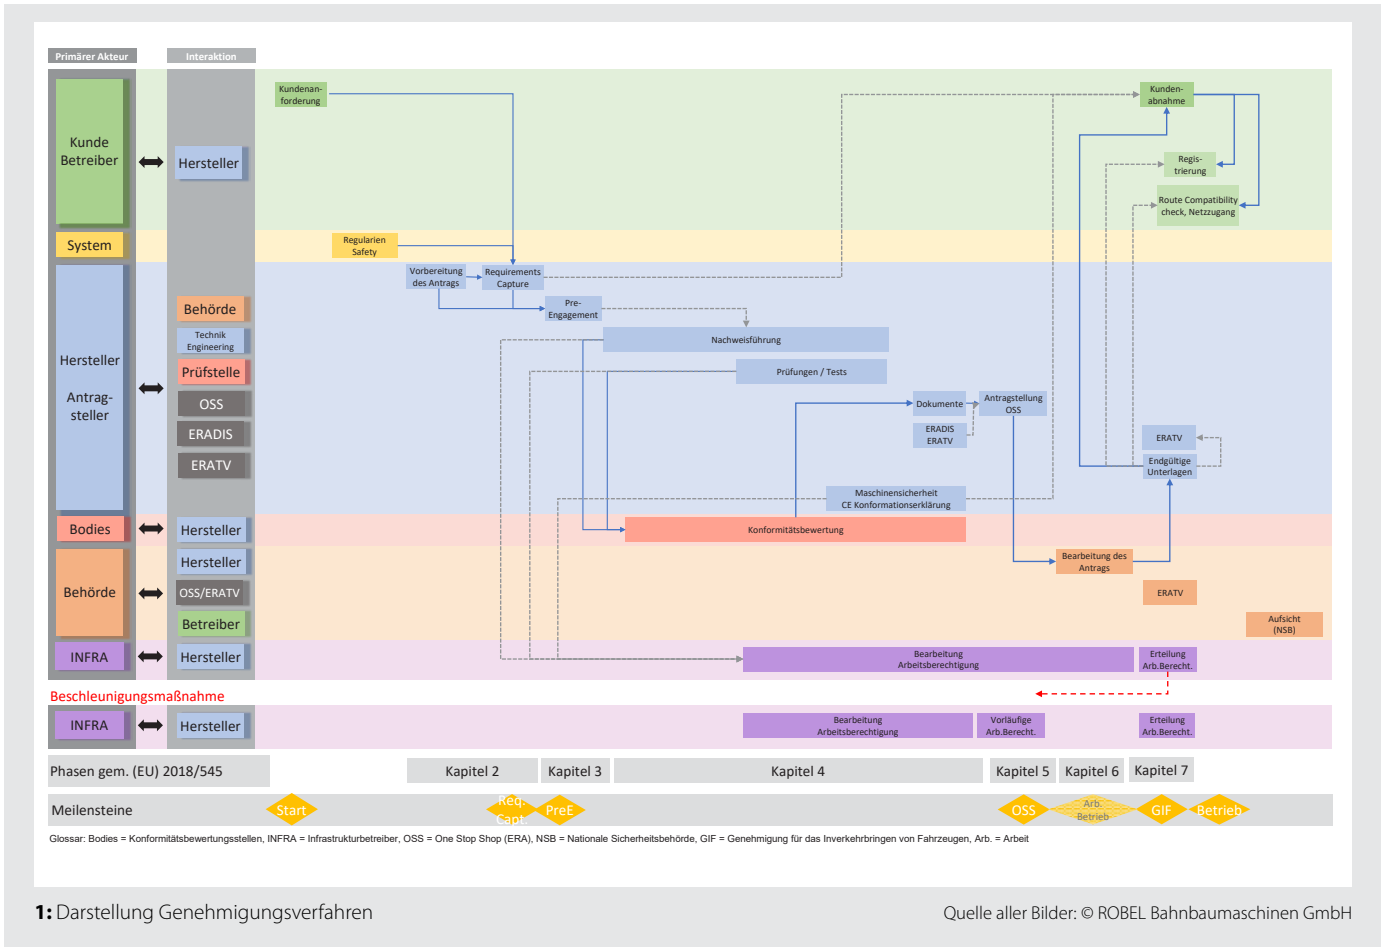 Primärer Akteur
Interaktion
Kunde
Betreiber
Hersteller
Kundenan-
forderung
Kunden-
abnahme
Regis-
trierung
Route Compatibility
check, Netzzugang
System
Regularien
Safety
Hersteller
Antrag-
steller
Behörde
Technik
Engineering
Prüfstelle
OSS
ERADIS
ERATV
Vorbereitung
des Antrags
Requirements
Capture
Pre-
Engagement
Nachweisführung
Prüfungen / Tests
Dokumente
Antragstellung
OSS
ERADIS
ERATV
ERATV
Endgültige
Unterlagen
Maschinensicherheit
CE Konformationserklärung
Bodies
Hersteller
Konformitätsbewertung
Behörde
Hersteller
OSS/ERATV
Betreiber
Bearbeitung des
Antrags
ERATV
Aufsicht
(NSB)
INFRA
Hersteller
Bearbeitung
Arbeitsberechtigung
Erteilung
Arb.Berecht.
Beschleunigungsmaßnahme
INFRA
Hersteller
Bearbeitung
Arbeitsberechtigung
Vorläufige
Arb.Berecht.
Erteilung
Arb.Berecht.
Phasen gem. (EU) 2018/545
Kapitel 2
Kapitel 3
Kapitel 4
Kapitel 5
Kapitel 6
Kapitel 7
Meilensteine
Start
Req.
Capt.
PreE
OSS
Arb.
Betrieb
GIF
Betrieb
Glossar: Bodies = Konformitätsbewertungsstellen, INFRA = Infrastrukturbetreiber, OSS = One Stop Shop (ERA), NSB = Nationale Sicherheitsbehörde, GIF = Genehmigung für das Inverkehrbringen von Fahrzeugen, Arb. = Arbeit
1: Darstellung Genehmigungsverfahren
Quelle aller Bilder: © ROBEL Bahnbaumaschinen GmbH